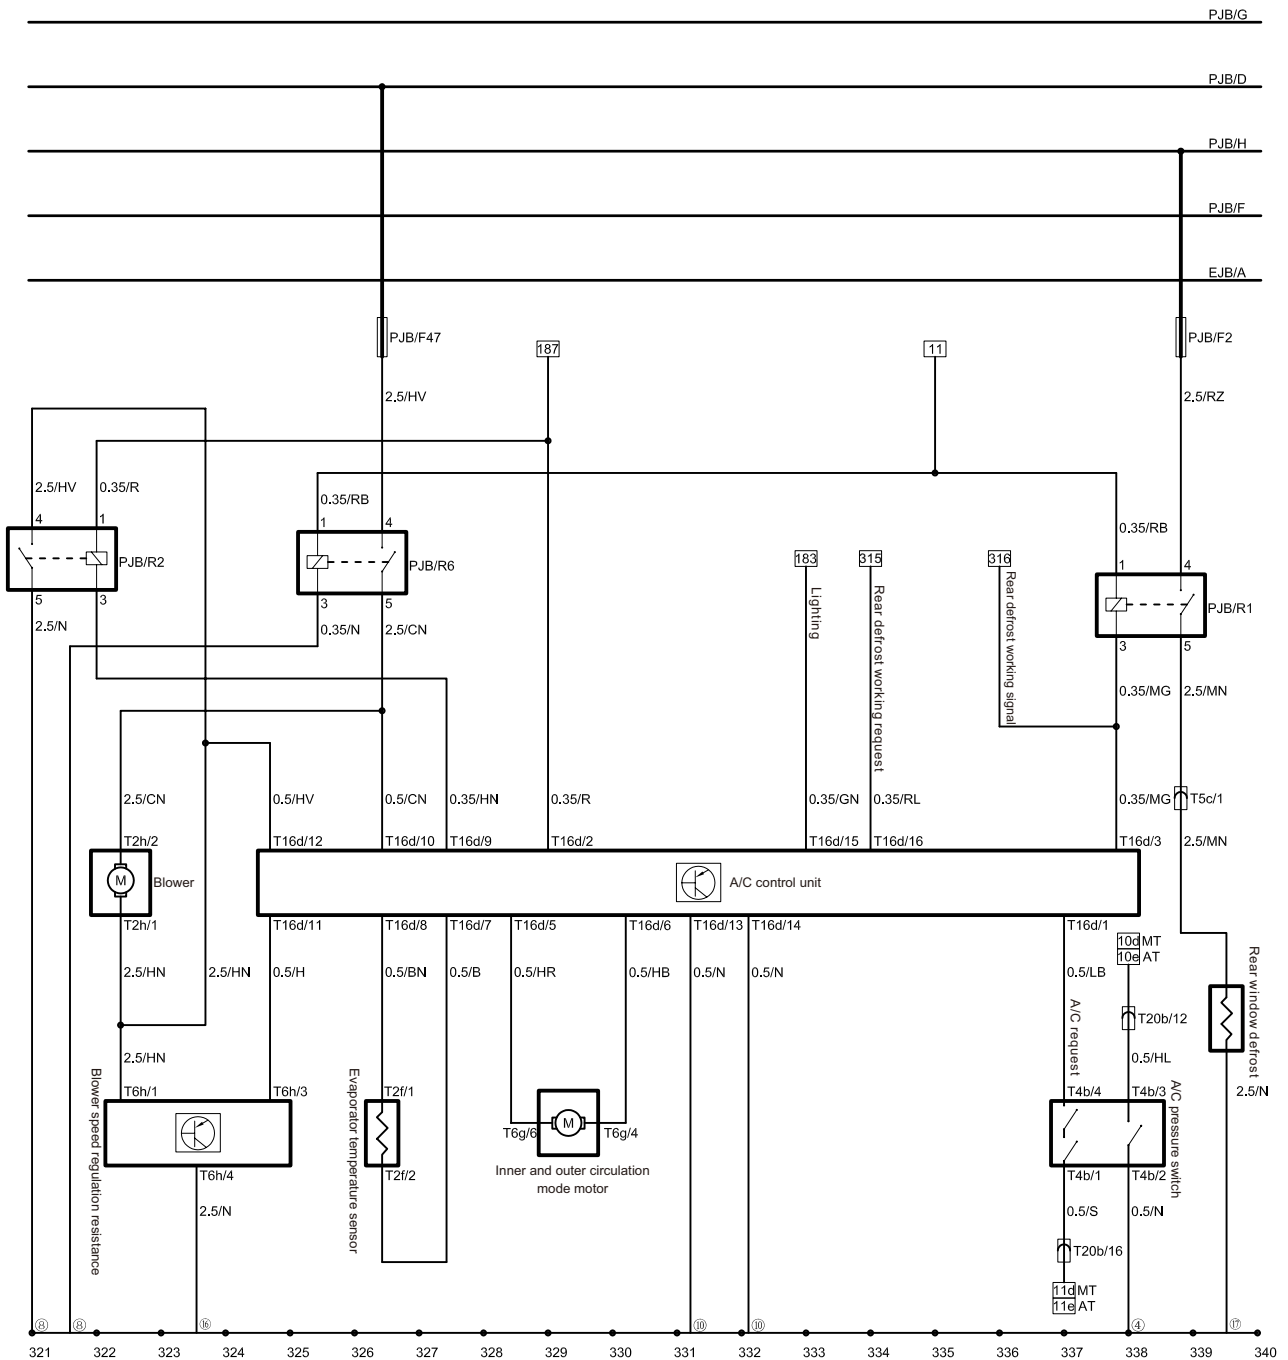 PJB/G
PJB/D
PJB/H
PJB/F
EJB/A
PJB/F47
187
11
PJB/F2
2.5/HV
2.5/RZ
2.5/HV
0.35/R
0.35/RB
4
1
1
4
0.35/RB
PJB/R2
PJB/R6
183
315
316
1
4
5
3
3
5
PJB/R1
2.5/N
0.35/N
2.5/CN
Lighting
Rear defrost working request
Rear defrost working signal
3
5
0.35/MG
2.5/MN
2.5/CN
0.5/HV
0.5/CN
0.35/HN
0.35/R
0.35/GN
0.35/RL
0.35/MG
T5c/1
T2h/2
T16d/12
T16d/10
T16d/9
T16d/2
T16d/15
T16d/16
T16d/3
2.5/MN
M
Blower
A/C control unit
T2h/1
T16d/11
T16d/8
T16d/7
T16d/5
T16d/6
T16d/13
T16d/14
T16d/1
10d MT
10e AT
2.5/HN
2.5/HN
0.5/H
0.5/BN
0.5/B
0.5/HR
0.5/HB
0.5/N
0.5/N
0.5/LB
Rear window defrost
A/C request
T20b/12
2.5/HN
0.5/HL
Blower speed regulation resistance
T6h/1
T6h/3
Evaporator temperature sensor
T2f/1
T4b/4
T4b/3
A/C pressure switch
2.5/N
T6g/6
M
T6g/4
T6h/4
T2f/2
Inner and outer circulation
mode motor
T4b/1
T4b/2
2.5/N
0.5/S
0.5/N
T20b/16
11d MT
11e AT
⑧
⑧
⑯
⑩
⑩
④
⑰
321
322
323
324
325
326
327
328
329
330
331
332
333
334
335
336
337
338
339
340